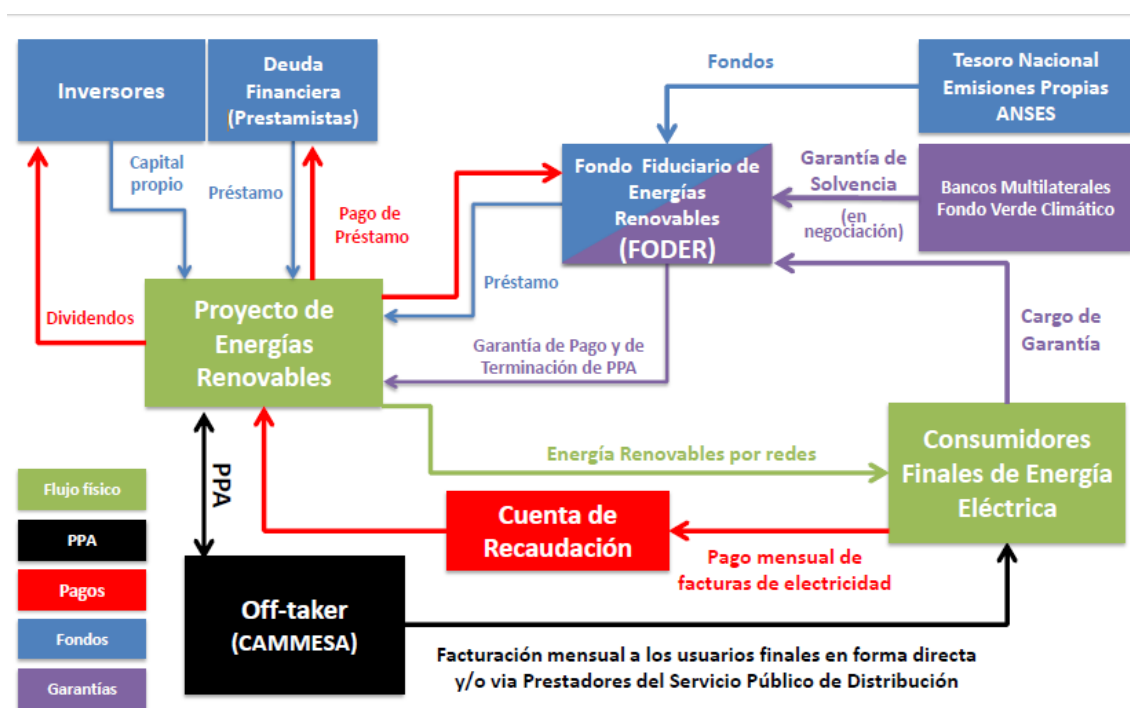 Inversores
Deuda
Financiera
(Prestamistas)
Fondos
Tesoro Nacional
Emisiones Propias
ANSES
Capital
propio
Préstamo
Pago de
Préstamo
Fondo Fiduciario de
Energías
Renovables
(FODER)
Garantía de
Solvencia
(en
negociación)
Bancos Multilaterales
Fondo Verde Climático
Dividendos
Proyecto de
Energías
Renovables
Préstamo
Garantía de Pago y de
Terminación de PPA
Cargo de
Garantía
PPA
Energía Renovables por redes
Consumidores
Finales de Energía
Eléctrica
Cuenta de
Recaudación
Pago mensual de
facturas de electricidad
Off-taker
(CAMMESA)
Facturación mensual a los usuarios finales en forma directa
y/o via Prestadores del Servicio Público de Distribución
Flujo físico
PPA
Pagos
Fondos
Garantías